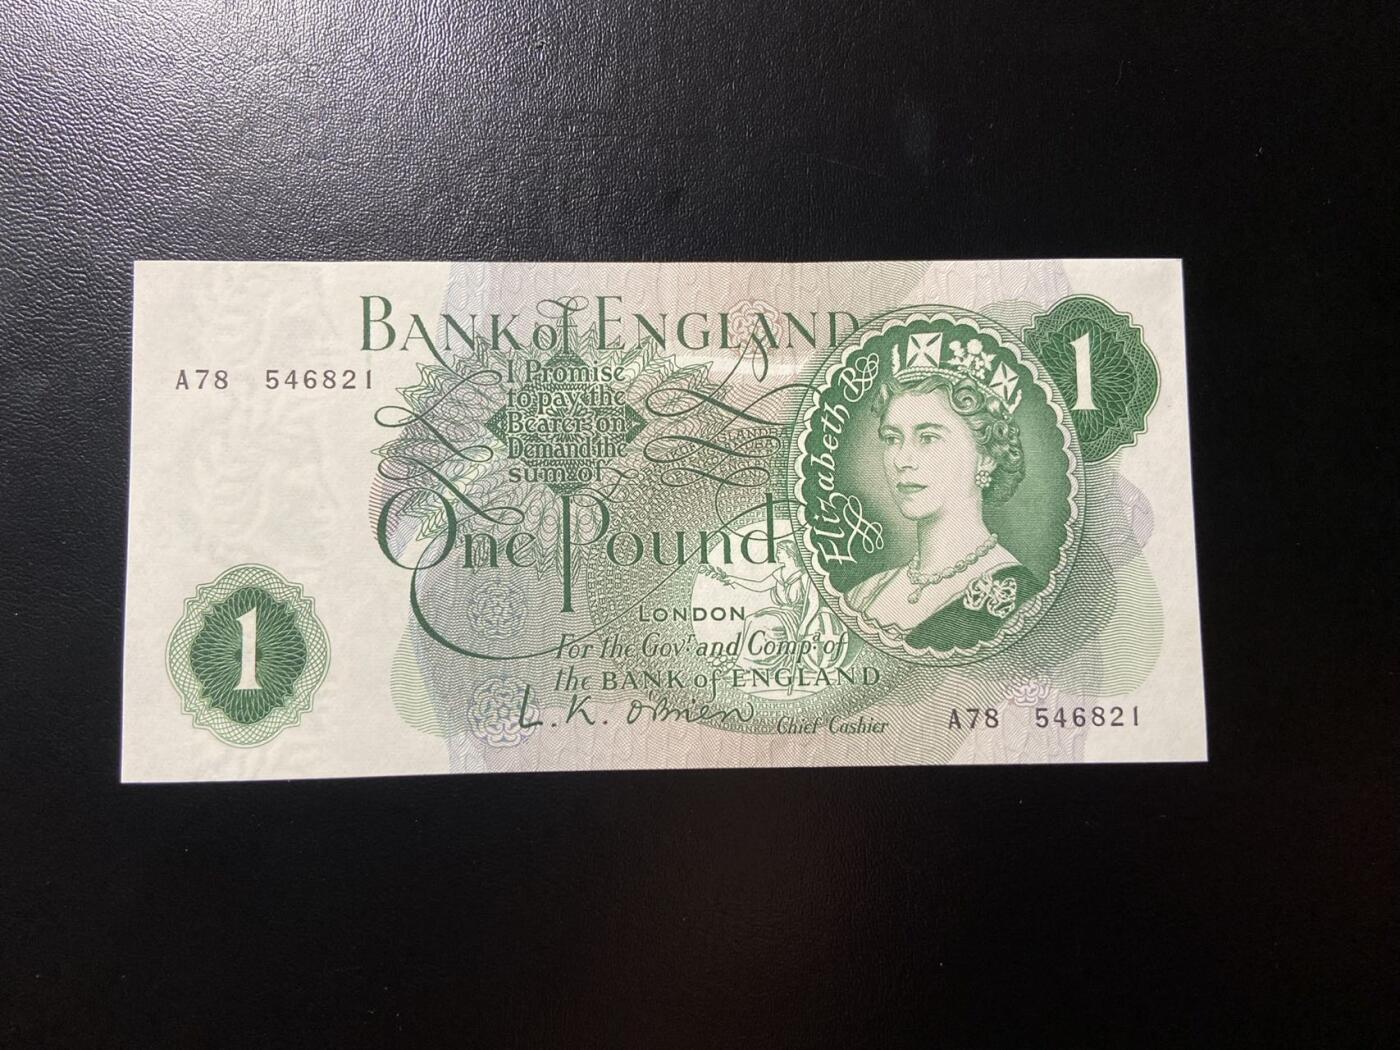 BANK of ENGLAND
1
A78 546821
I Promise
to pay the
Bearer on
Demand the
sum of
Elizabeth R
One Pound
LONDON
For the Govr. and Compa. of
the BANK of ENGLAND
1
L. K. O'Brien
Chief Cashier
A78 546821